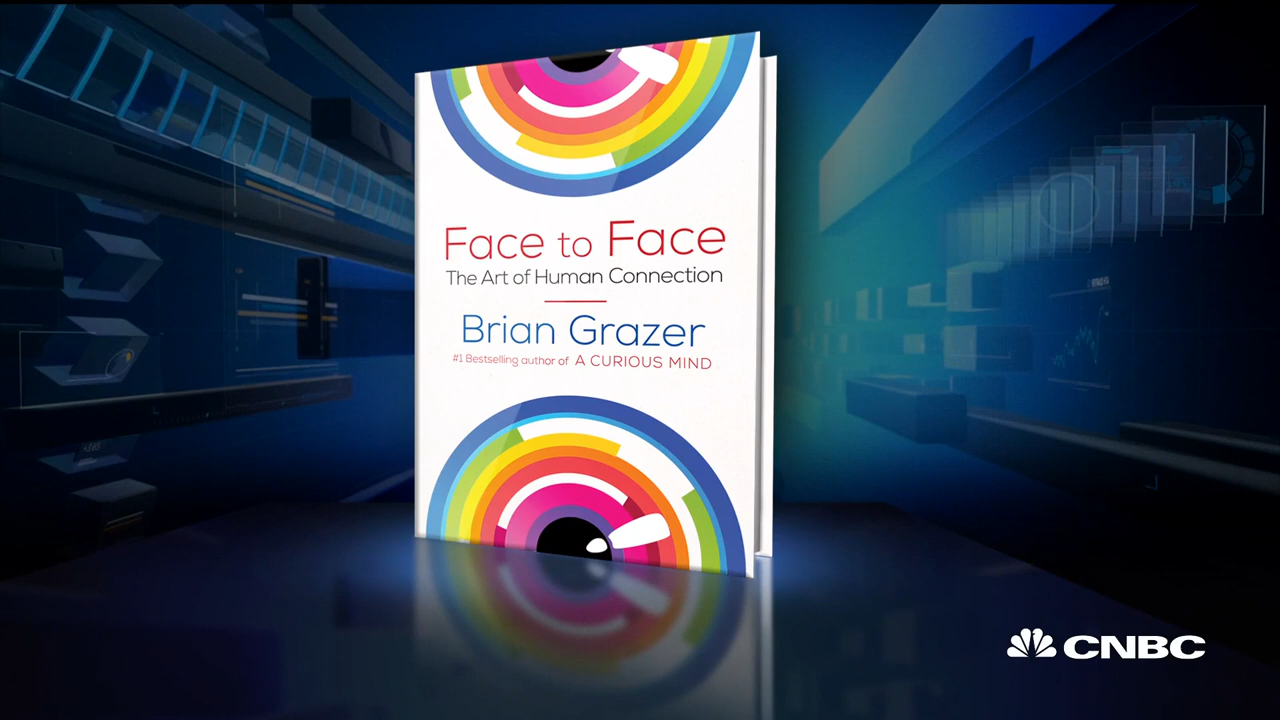 Face to Face
The Art of Human Connection
Brian Grazer
#1 Bestselling author of A CURIOUS MIND
CNBC